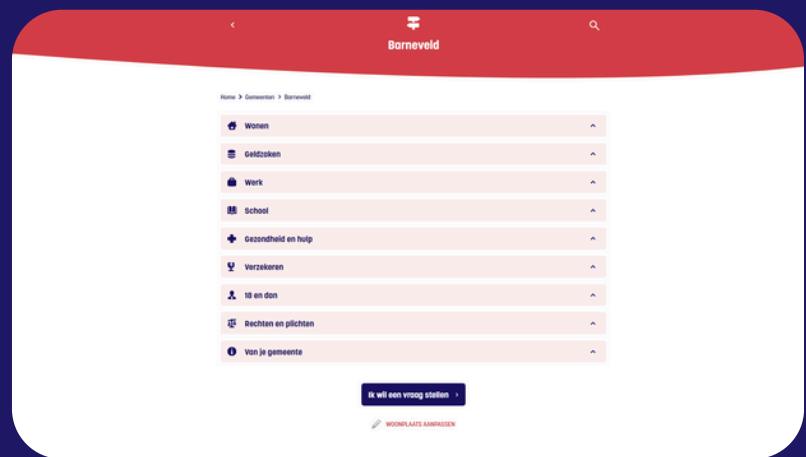 Barneveld
Home > Gemeenten > Barneveld
Wonen
Geldzaken
Werk
School
Gezondheid en hulp
Verzekeren
18 en dan
Rechten en plichten
Van je gemeente
Ik wil een vraag stellen
WOONPLAATS AANPASSEN